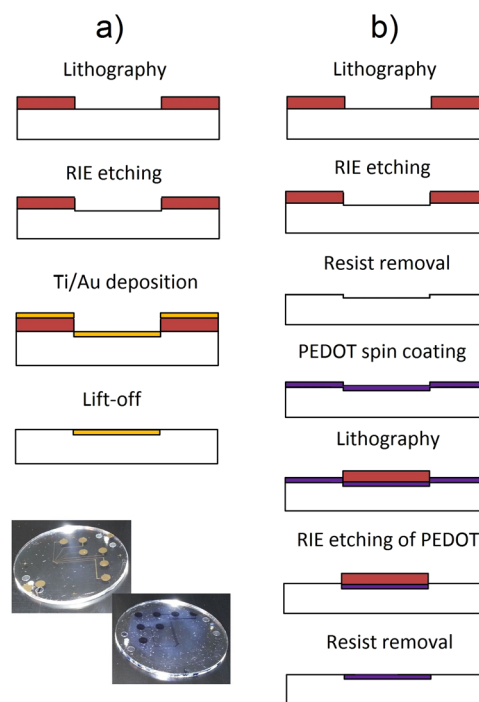 a)
Lithography
RIE etching
Ti/Au deposition
Lift-off
b)
Lithography
RIE etching
Resist removal
PEDOT spin coating
Lithography
RIE etching of PEDOT
Resist removal